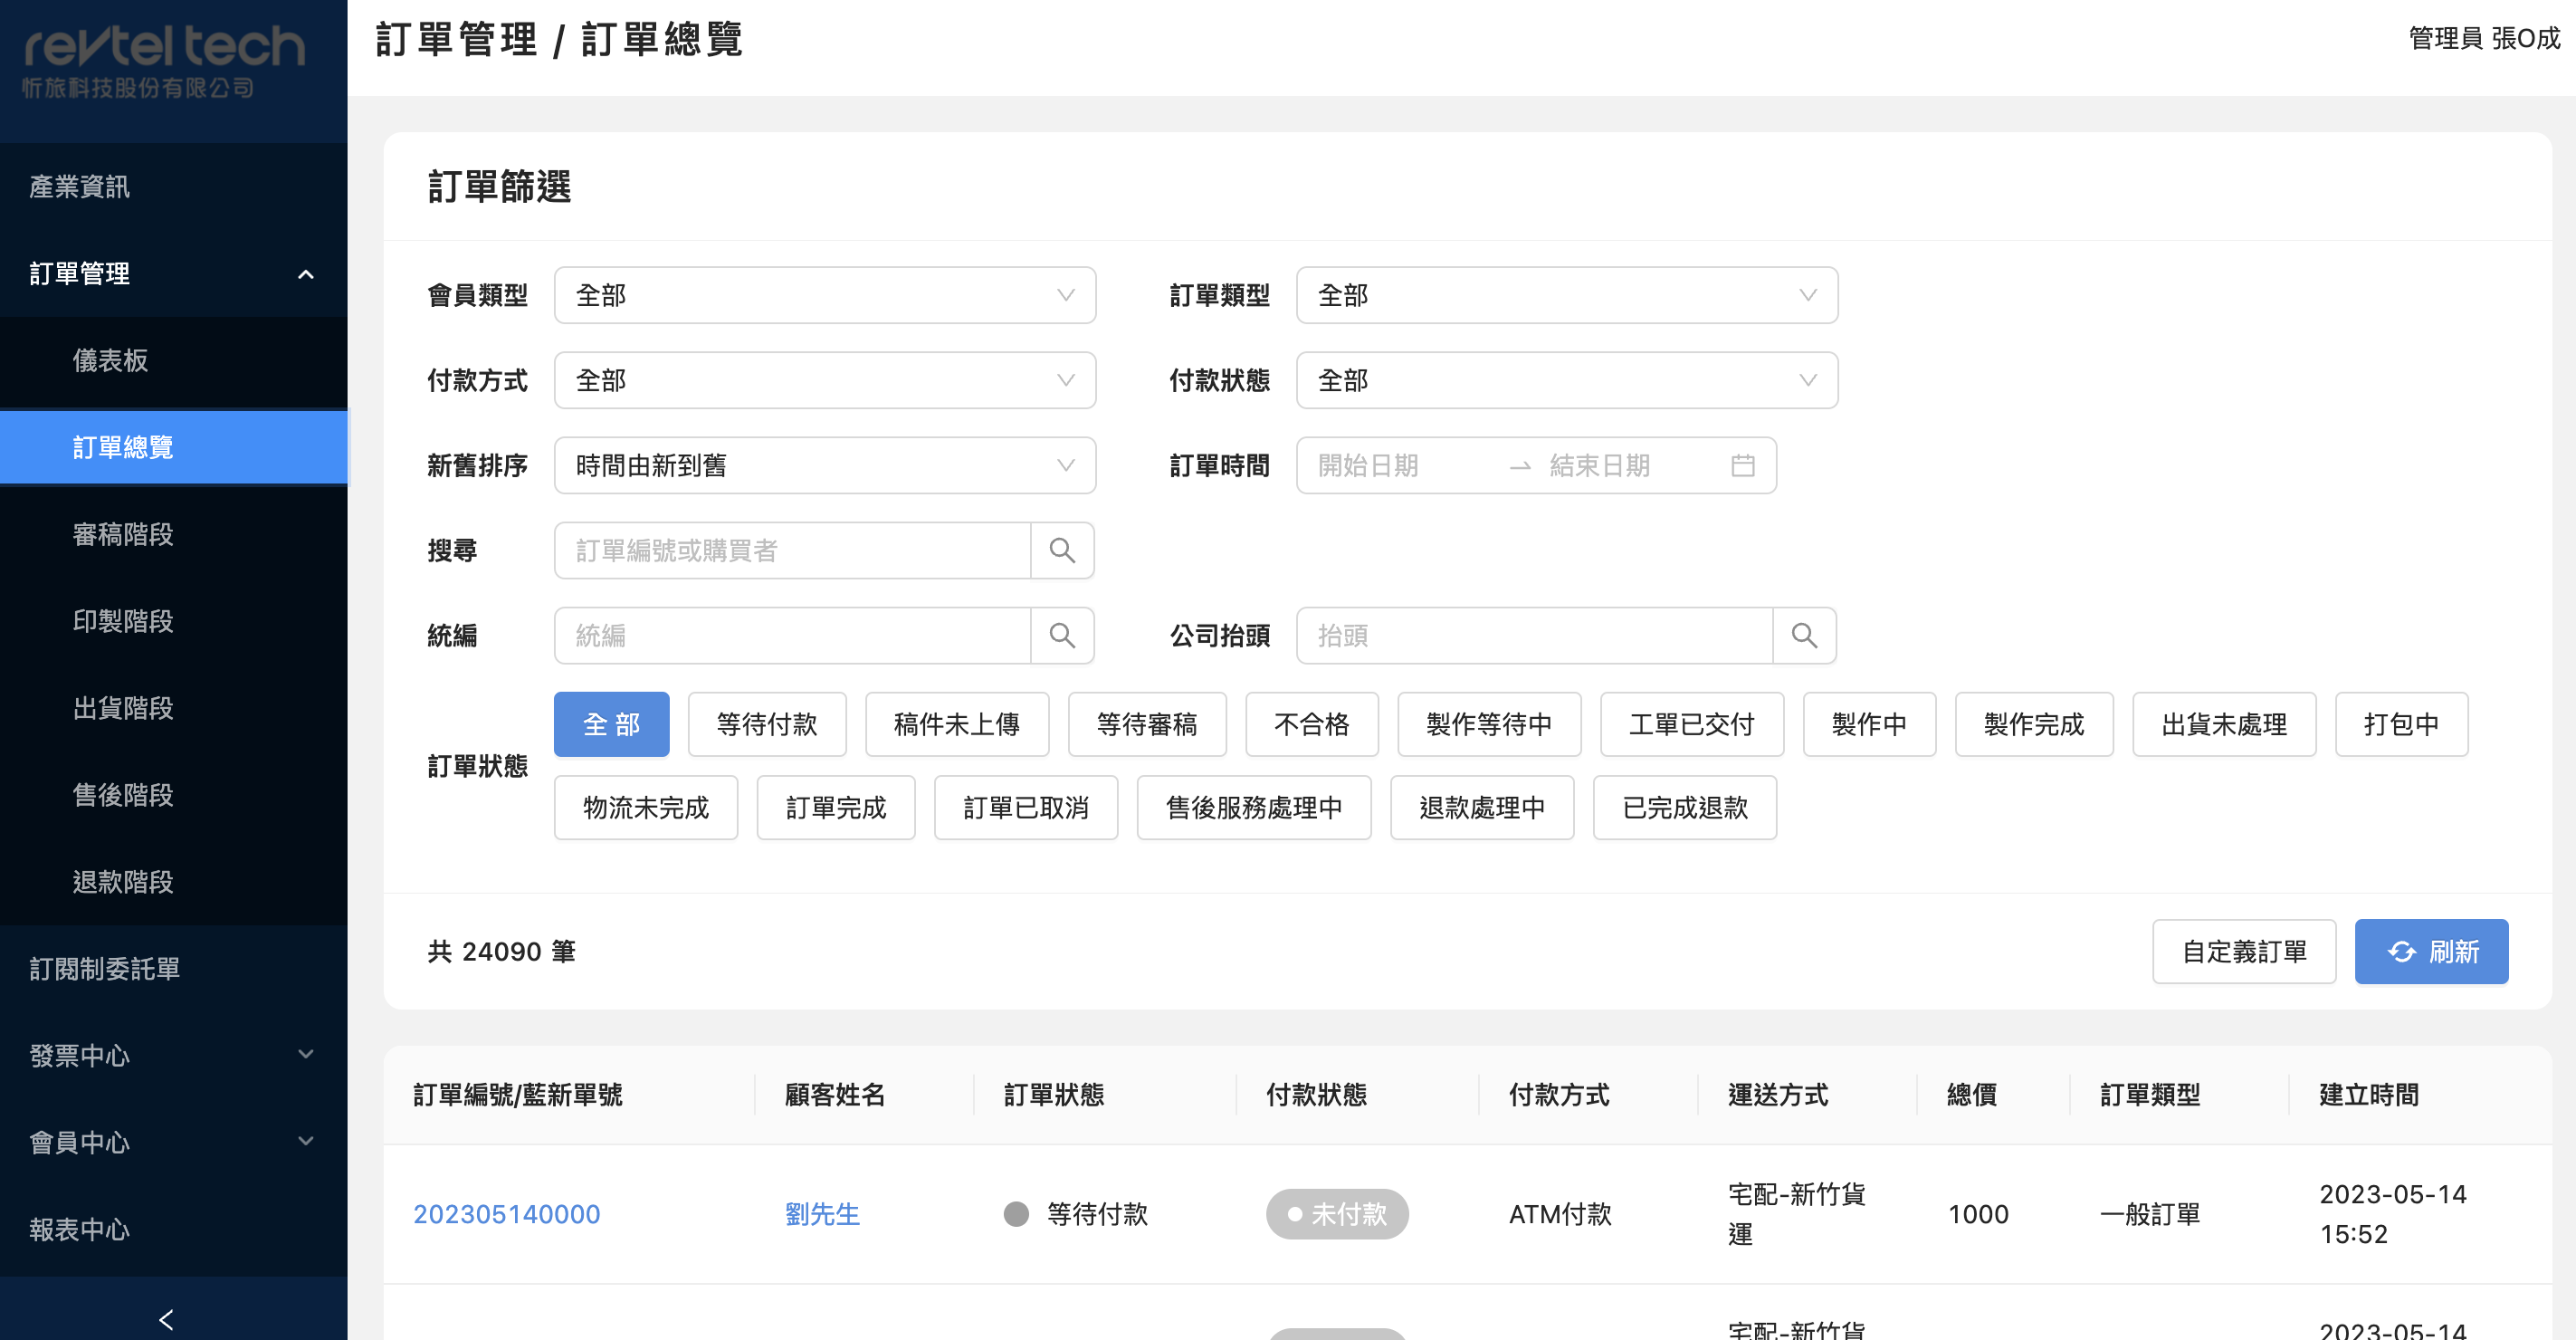 revtel tech
忻旅科技股份有限公司
產業資訊
訂單管理
儀表板
訂單總覽
審稿階段
印製階段
出貨階段
售後階段
退款階段
訂閱制委託單
發票中心
會員中心
報表中心
訂單管理 / 訂單總覽
管理員 張O成
訂單篩選
會員類型 全部 訂單類型 全部
付款方式 全部 付款狀態 全部
新舊排序 時間由新到舊 訂單時間 開始日期 → 結束日期
搜尋 訂單編號或購買者
統編 統編 公司抬頭 抬頭
訂單狀態
全 部 等待付款 稿件未上傳 等待審稿 不合格 製作等待中 工單已交付 製作中 製作完成 出貨未處理 打包中
物流未完成 訂單完成 訂單已取消 售後服務處理中 退款處理中 已完成退款
共 24090 筆 自定義訂單 刷新
訂單編號/藍新單號 顧客姓名 訂單狀態 付款狀態 付款方式 運送方式 總價 訂單類型 建立時間
202305140000 劉先生 等待付款 未付款 ATM付款 宅配-新竹貨運 1000 一般訂單 2023-05-14 15:52
宅配-新竹貨 2023-05-14